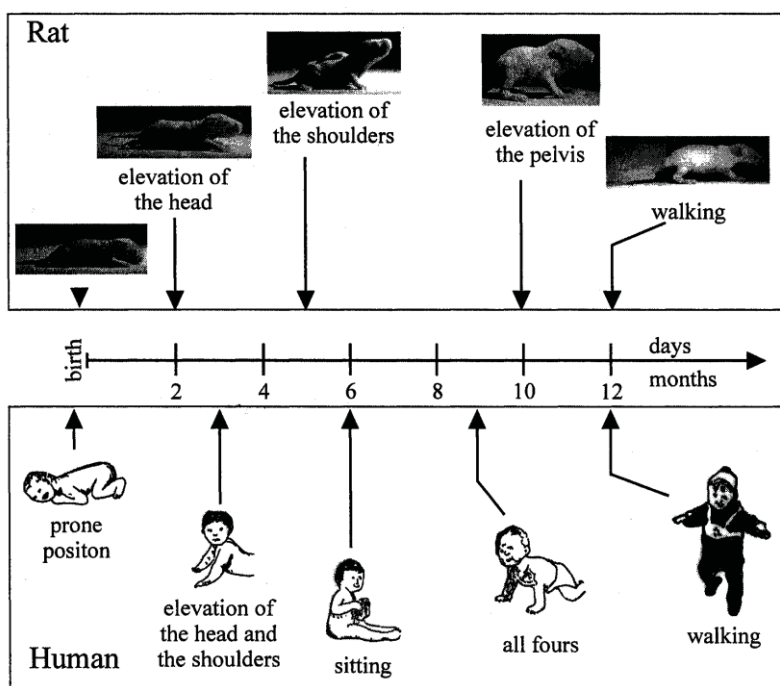 Rat
elevation of
the shoulders
elevation of
the pelvis
elevation of
the head
walking
birth
days
months
2
4
6
8
10
12
prone
positon
elevation of
the head and
the shoulders
sitting
all fours
walking
Human